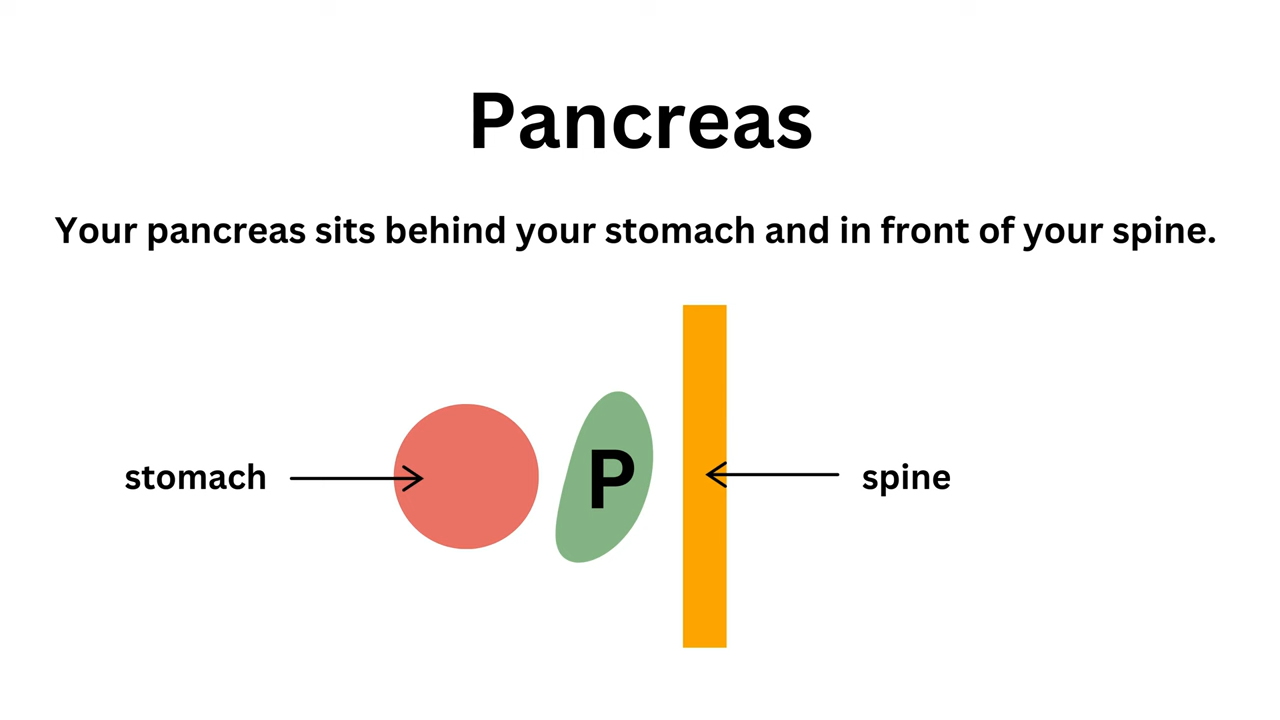 Pancreas
Your pancreas sits behind your stomach and in front of your spine.
stomach
P
spine